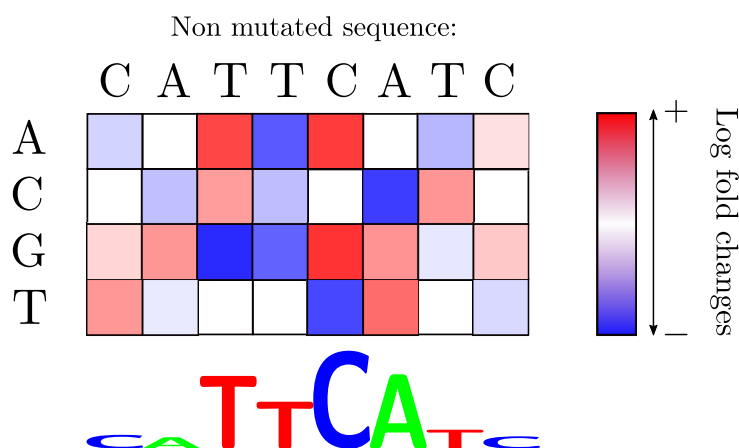 Non mutated sequence:
C A T T C A T C
A
C
G
T
+
−
Log fold changes
C A T T C A T C